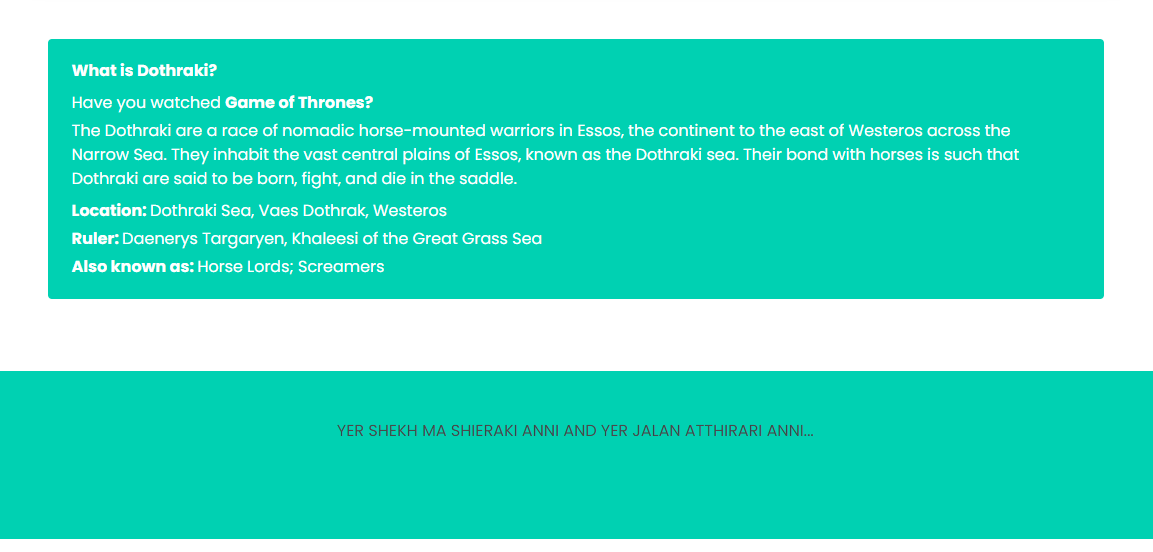 What is Dothraki?
Have you watched Game of Thrones?
The Dothraki are a race of nomadic horse-mounted warriors in Essos, the continent to the east of Westeros across the
Narrow Sea. They inhabit the vast central plains of Essos, known as the Dothraki sea. Their bond with horses is such that
Dothraki are said to be born, fight, and die in the saddle.
Location: Dothraki Sea, Vaes Dothrak, Westeros
Ruler: Daenerys Targaryen, Khaleesi of the Great Grass Sea
Also known as: Horse Lords; Screamers
YER SHEKH MA SHIERAKI ANNI AND YER JALAN ATTHIRARI ANNI...